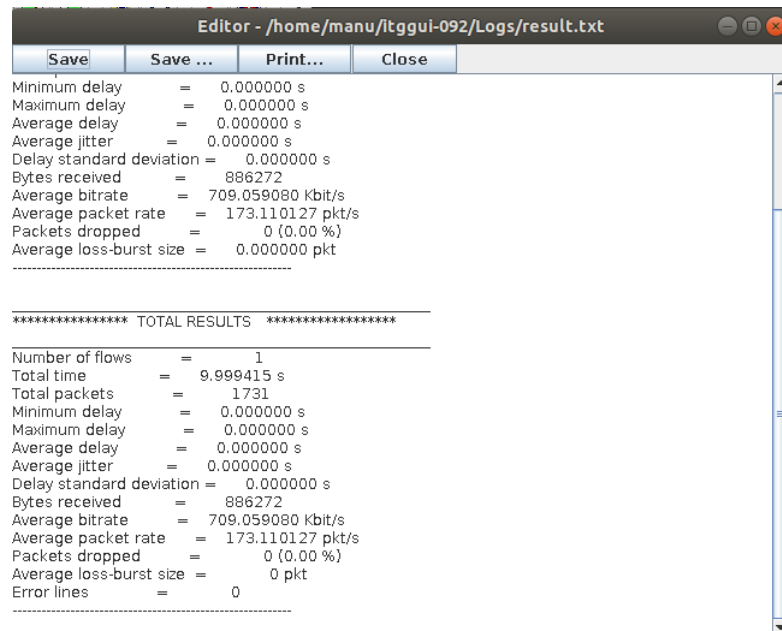 Editor - /home/manu/itggui-092/Logs/result.txt
Save Save ... Print... Close
Minimum delay = 0.000000 s
Maximum delay = 0.000000 s
Average delay = 0.000000 s
Average jitter = 0.000000 s
Delay standard deviation = 0.000000 s
Bytes received = 886272
Average bitrate = 709.059080 Kbit/s
Average packet rate = 173.110127 pkt/s
Packets dropped = 0 (0.00 %)
Average loss-burst size = 0.000000 pkt
----------------------------------------------------------
**************** TOTAL RESULTS ******************
Number of flows = 1
Total time = 9.999415 s
Total packets = 1731
Minimum delay = 0.000000 s
Maximum delay = 0.000000 s
Average delay = 0.000000 s
Average jitter = 0.000000 s
Delay standard deviation = 0.000000 s
Bytes received = 886272
Average bitrate = 709.059080 Kbit/s
Average packet rate = 173.110127 pkt/s
Packets dropped = 0 (0.00 %)
Average loss-burst size = 0 pkt
Error lines = 0
----------------------------------------------------------